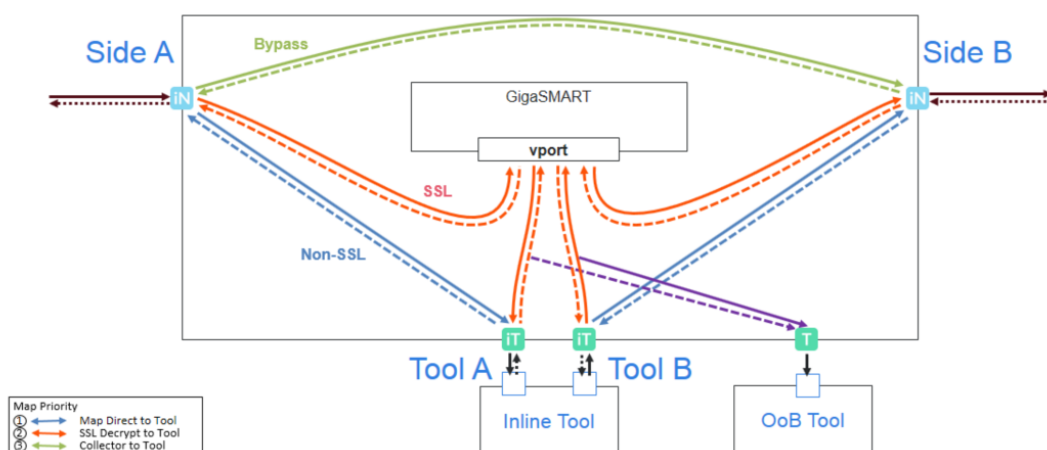 Bypass
Side A
Side B
iN
iN
GigaSMART
vport
SSL
Non-SSL
iT
iT
T
Tool A
Tool B
Inline Tool
OoB Tool
Map Priority
① Map Direct to Tool
② SSL Decrypt to Tool
③ Collector to Tool